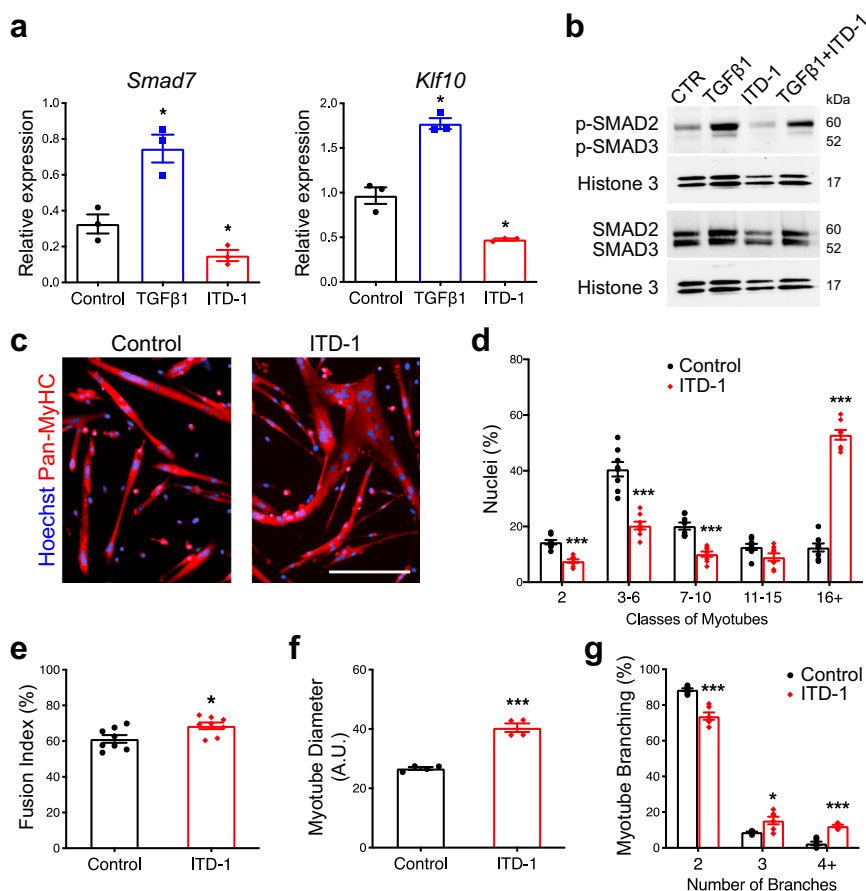 a
Smad7
Relative expression
1.0
0.8
0.6
0.4
0.2
0.0
*
*
Control
TGFβ1
ITD-1
Klf10
Relative expression
2.0
1.5
1.0
0.5
0.0
*
*
Control
TGFβ1
ITD-1
b
CTR
TGFβ1
ITD-1
TGFβ1+ITD-1
kDa
p-SMAD2
60
p-SMAD3
52
Histone 3
17
SMAD2
60
SMAD3
52
Histone 3
17
c
Control
ITD-1
Hoechst Pan-MyHC
d
Control
ITD-1
Nuclei (%)
80
60
40
20
0
***
***
***
***
2
3-6
7-10
11-15
16+
Classes of Myotubes
e
Fusion Index (%)
100
80
60
40
20
0
*
Control
ITD-1
f
Myotube Diameter
(A.U.)
60
40
20
0
***
Control
ITD-1
g
Control
ITD-1
Myotube Branching (%)
100
80
60
40
20
0
***
*
***
2
3
4+
Number of Branches